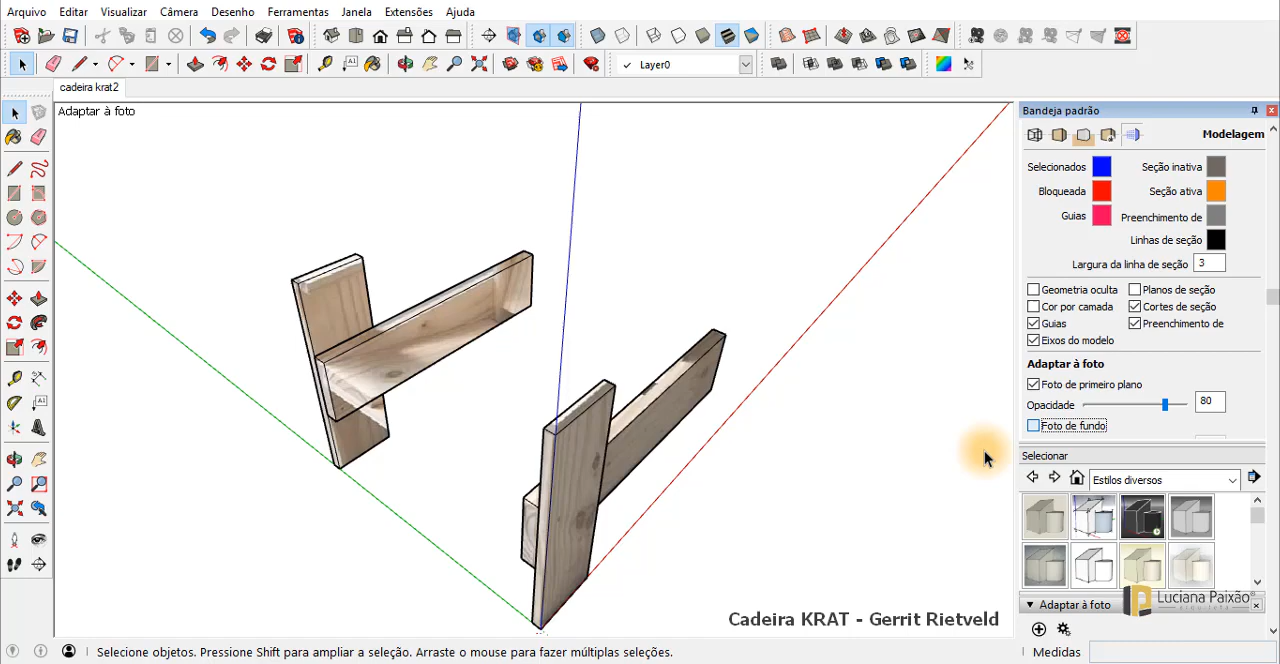 Arquivo Editar Visualizar Câmera Desenho Ferramentas Janela Extensões Ajuda
Layer0
cadeira krat2
Adaptar à foto
Bandeja padrão
Modelagem
Selecionados Seção inativa
Bloqueada Seção ativa
Guias Preenchimento de
Linhas de seção
Largura da linha de seção 3
Geometria oculta Planos de seção
Cor por camada Cortes de seção
Guias Preenchimento de
Eixos do modelo
Adaptar à foto
Foto de primeiro plano
Opacidade 80
Foto de fundo
Selecionar
Estilos diversos
Adaptar à foto
Luciana Paixão®
arquiteta
Cadeira KRAT - Gerrit Rietveld
Selecione objetos. Pressione Shift para ampliar a seleção. Arraste o mouse para fazer múltiplas seleções.
Medidas